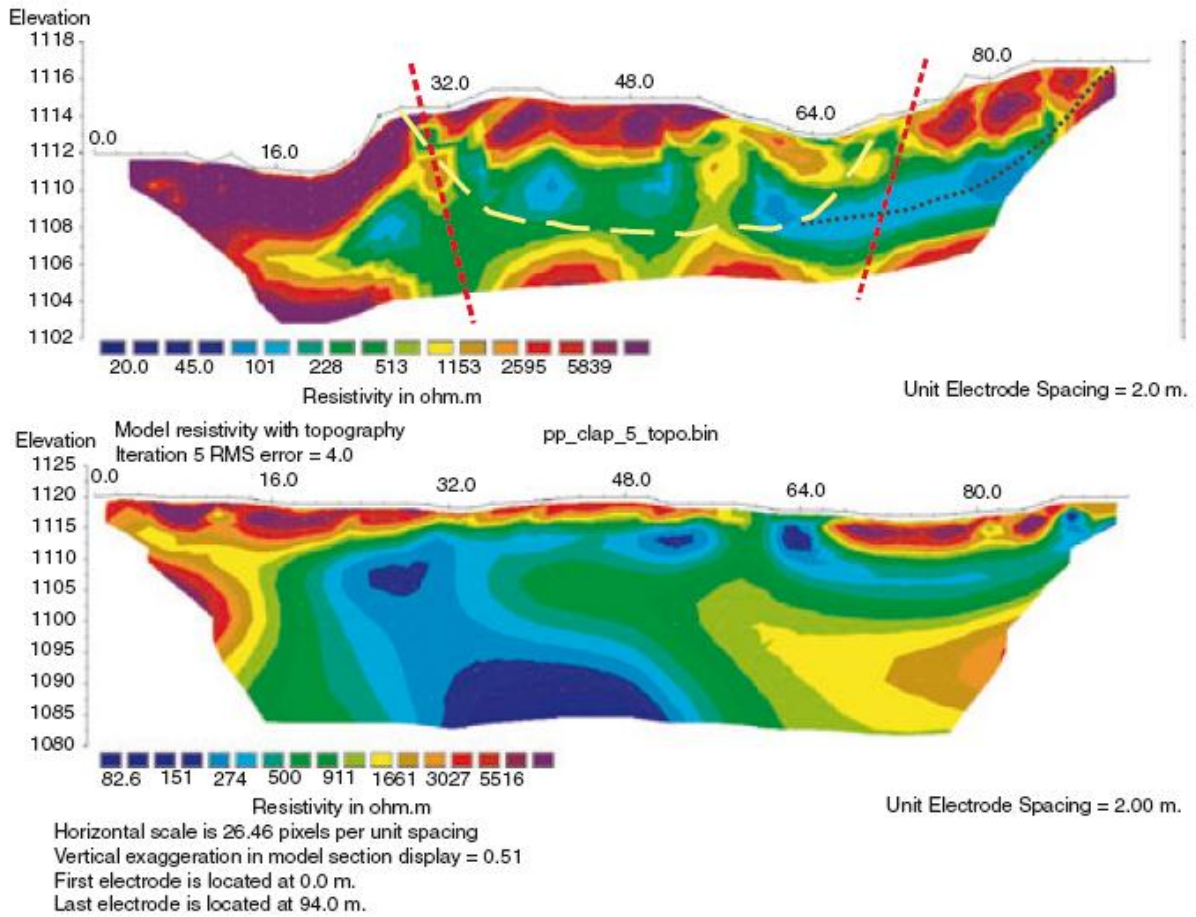 Elevation
1118
1116
1114
1112
1110
1108
1106
1104
1102
0.0 16.0 32.0 48.0 64.0 80.0
20.0 45.0 101 228 513 1153 2595 5839
Resistivity in ohm.m
Unit Electrode Spacing = 2.0 m.
Model resistivity with topography
Iteration 5 RMS error = 4.0
pp_clap_5_topo.bin
Elevation
1125
1120
1115
1110
1105
1100
1095
1090
1085
1080
0.0 16.0 32.0 48.0 64.0 80.0
82.6 151 274 500 911 1661 3027 5516
Resistivity in ohm.m
Unit Electrode Spacing = 2.00 m.
Horizontal scale is 26.46 pixels per unit spacing
Vertical exaggeration in model section display = 0.51
First electrode is located at 0.0 m.
Last electrode is located at 94.0 m.